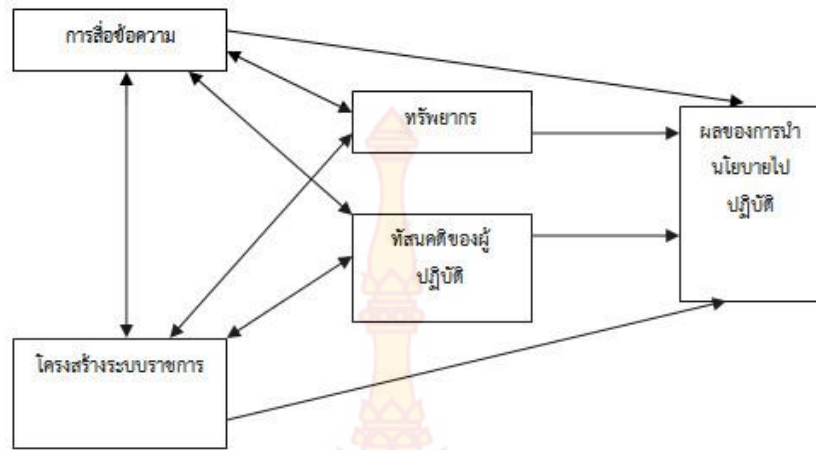 การสื่อข้อความ
ทรัพยากร
ผลของการนำ
นโยบายไป
ปฏิบัติ
ทัสนคติของผู้
ปฏิบัติ
โครงสร้างระบบราชการ